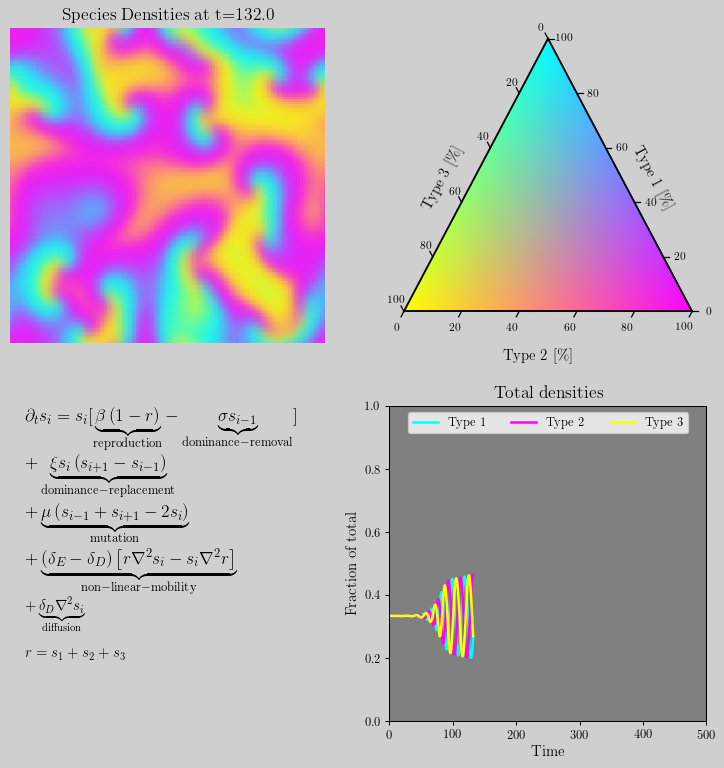 Species Densities at t=132.0
0
100
20
80
40
60
Type 3 [%]
Type 1 [%]
60
40
80
20
100
0
0
20
40
60
80
100
Type 2 [%]
∂ₜsᵢ = sᵢ[ β (1 − r) − σsᵢ₋₁ ]
reproduction
dominance−removal
+ ξsᵢ (sᵢ₊₁ − sᵢ₋₁)
dominance−replacement
+ μ (sᵢ₋₁ + sᵢ₊₁ − 2sᵢ)
mutation
+ (δ_E − δ_D) [r∇²sᵢ − sᵢ∇²r]
non−linear−mobility
+ δ_D∇²sᵢ
diffusion
r = s₁ + s₂ + s₃
Total densities
Type 1
Type 2
Type 3
1.0
0.8
0.6
0.4
0.2
0.0
Fraction of total
0
100
200
300
400
500
Time